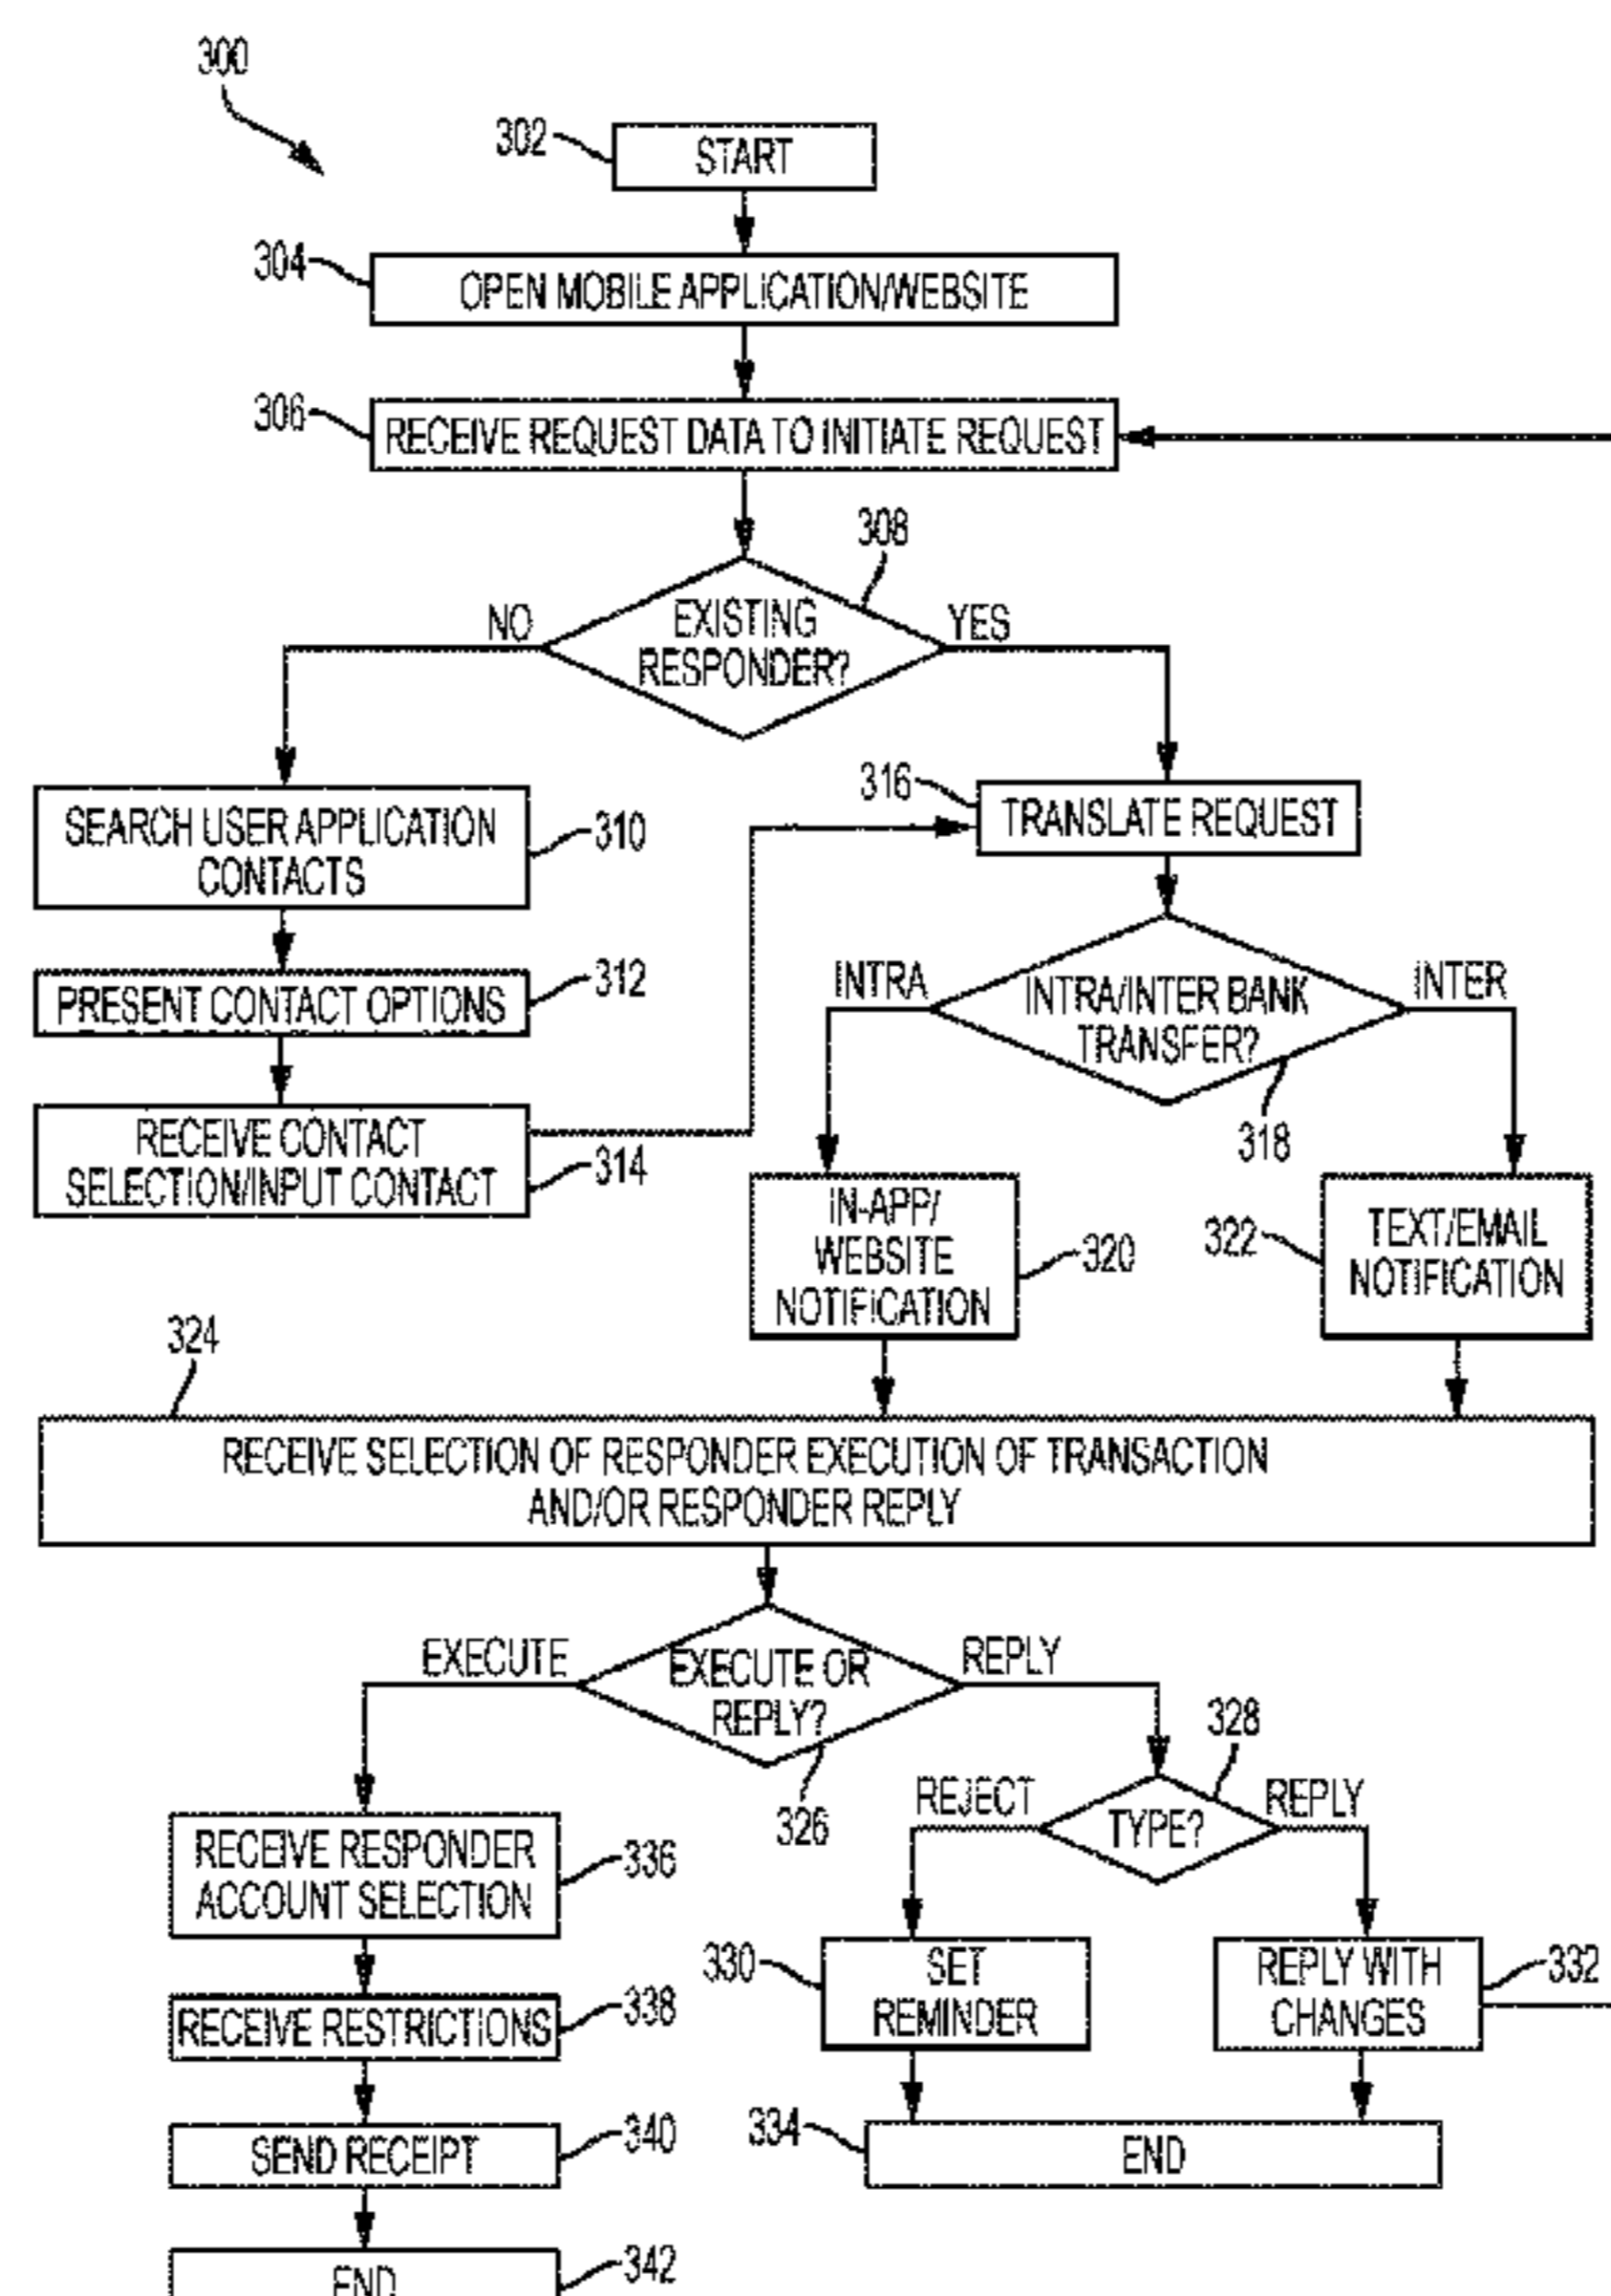 300
302
START
304
OPEN MOBILE APPLICATION/WEBSITE
306
RECEIVE REQUEST DATA TO INITIATE REQUEST
308
NO
EXISTING
RESPONDER?
YES
316
TRANSLATE REQUEST
SEARCH USER APPLICATION
CONTACTS
310
312
PRESENT CONTACT OPTIONS
INTRA
INTRA/INTER BANK
TRANSFER?
INTER
318
RECEIVE CONTACT
SELECTION/INPUT CONTACT
314
IN-APP/
WEBSITE
NOTIFICATION
320
322
TEXT/EMAIL
NOTIFICATION
324
RECEIVE SELECTION OF RESPONDER EXECUTION OF TRANSACTION
AND/OR RESPONDER REPLY
EXECUTE
EXECUTE OR
REPLY?
REPLY
326
328
REJECT
TYPE?
REPLY
RECEIVE RESPONDER
ACCOUNT SELECTION
336
330
SET
REMINDER
REPLY WITH
CHANGES
332
RECEIVE RESTRICTIONS
338
SEND RECEIPT
340
334
END
END
342